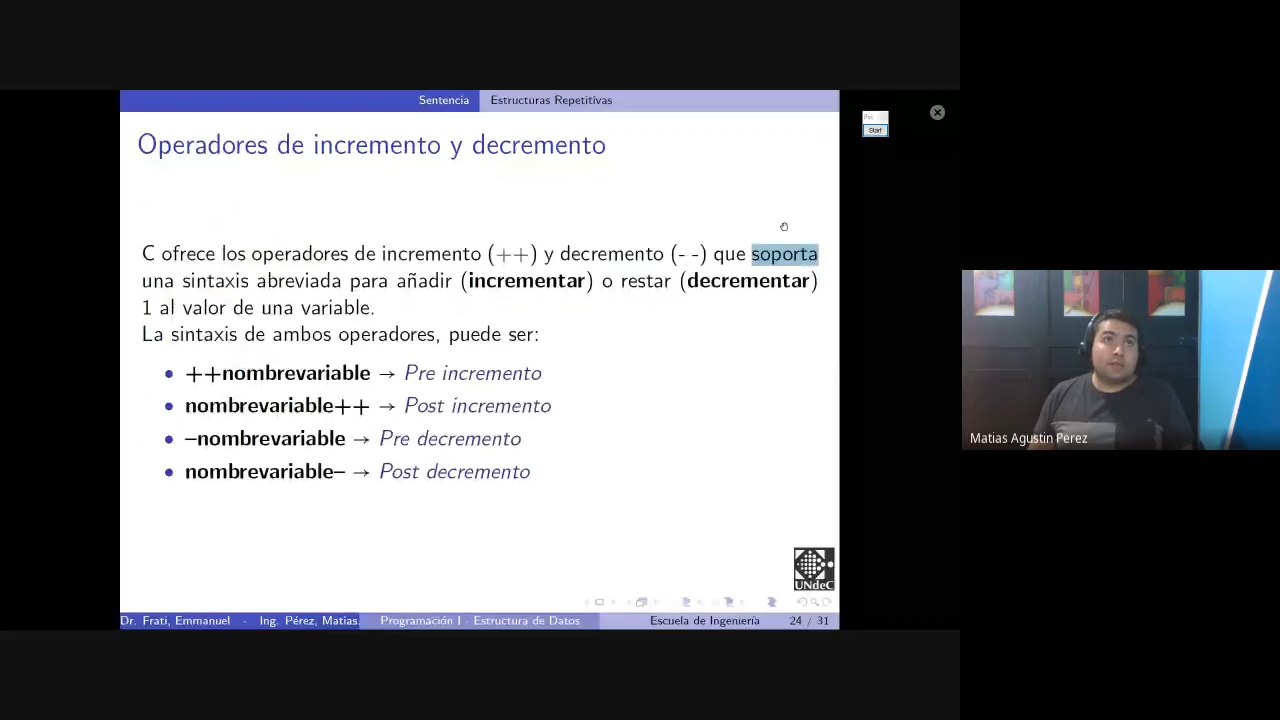 Sentencia Estructuras Repetitivas
Operadores de incremento y decremento
C ofrece los operadores de incremento (++) y decremento (- -) que soporta
una sintaxis abreviada para añadir (incrementar) o restar (decrementar)
1 al valor de una variable.
La sintaxis de ambos operadores, puede ser:
• ++nombrevariable → Pre incremento
• nombrevariable++ → Post incremento
• –nombrevariable → Pre decremento
• nombrevariable– → Post decremento
UNdeC
Dr. Frati, Emmanuel - Ing. Pérez, Matias. Programación I - Estructura de Datos Escuela de Ingeniería 24 / 31
Pol
Start
Matias Agustin Perez